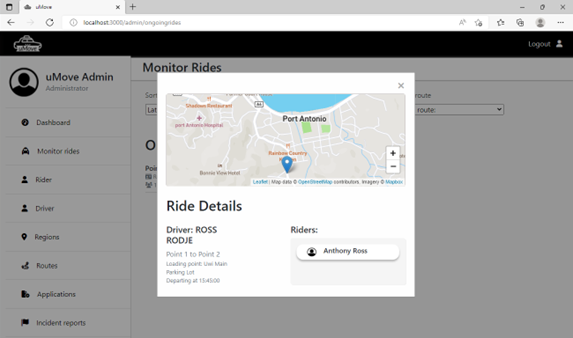 uMove
localhost:3000/admin/ongoingrides
uMove
Logout
uMove Admin
Administrator
Dashboard
Monitor rides
Rider
Driver
Regions
Routes
Applications
Incident reports
Monitor Rides
route
route:
×
Shadows Restaurant
A4
port Antonio Hospital
Port Antonio
Bonnie View Hotel
+
−
Leaflet | Map data © OpenStreetMap contributors, Imagery © Mapbox
Ride Details
Driver: ROSS
RODJE
Point 1 to Point 2
Loading point: Uwi Main
Parking Lot
Departing at 13:45:00
Riders:
Anthony Ross